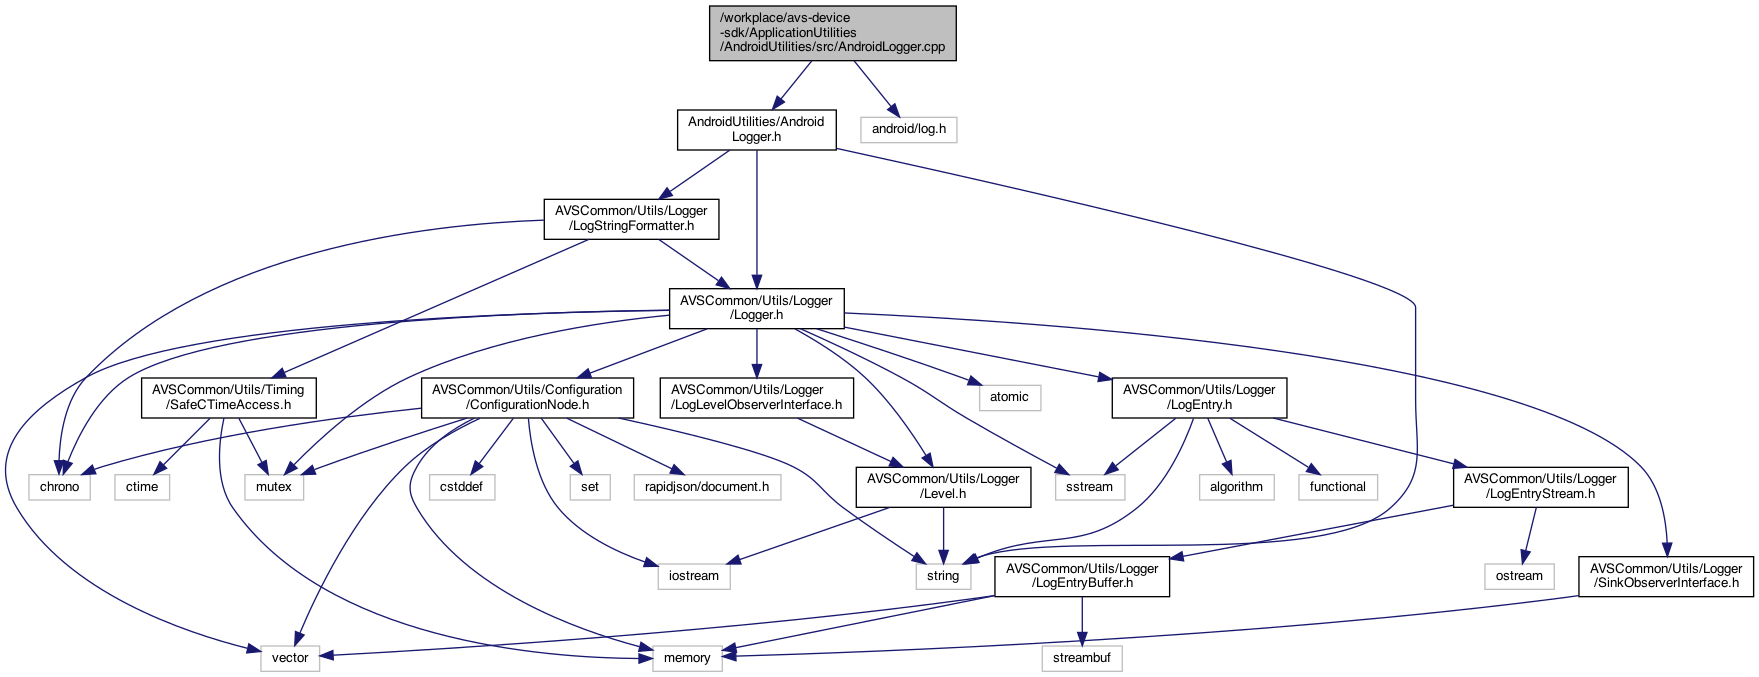 /workplace/avs-device
-sdk/ApplicationUtilities
/AndroidUtilities/src/AndroidLogger.cpp
AndroidUtilities/Android
Logger.h
android/log.h
AVSCommon/Utils/Logger
/LogStringFormatter.h
AVSCommon/Utils/Logger
/Logger.h
AVSCommon/Utils/Timing
/SafeCTimeAccess.h
AVSCommon/Utils/Configuration
/ConfigurationNode.h
AVSCommon/Utils/Logger
/LogLevelObserverInterface.h
atomic
AVSCommon/Utils/Logger
/LogEntry.h
chrono
ctime
mutex
cstddef
set
rapidjson/document.h
AVSCommon/Utils/Logger
/Level.h
sstream
algorithm
functional
AVSCommon/Utils/Logger
/LogEntryStream.h
iostream
string
AVSCommon/Utils/Logger
/LogEntryBuffer.h
ostream
AVSCommon/Utils/Logger
/SinkObserverInterface.h
vector
memory
streambuf